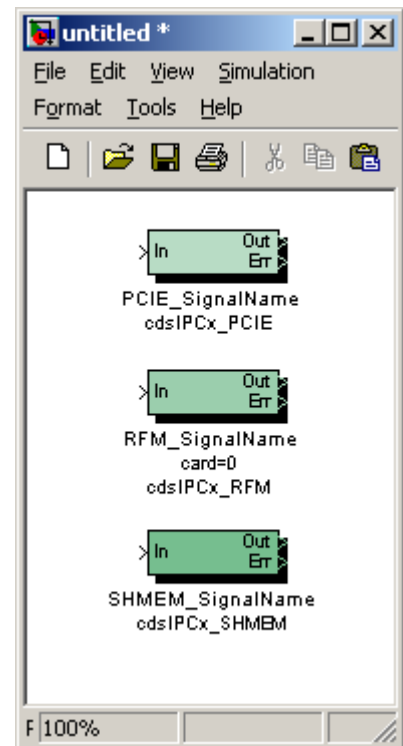 untitled *
File Edit View Simulation
Format Tools Help
In Out
Err
PCIE_SignalName
cdsIPCx_PCIE
In Out
Err
RFM_SignalName
card=0
cdsIPCx_RFM
In Out
Err
SHMEM_SignalName
cdsIPCx_SHMEM
F 100%